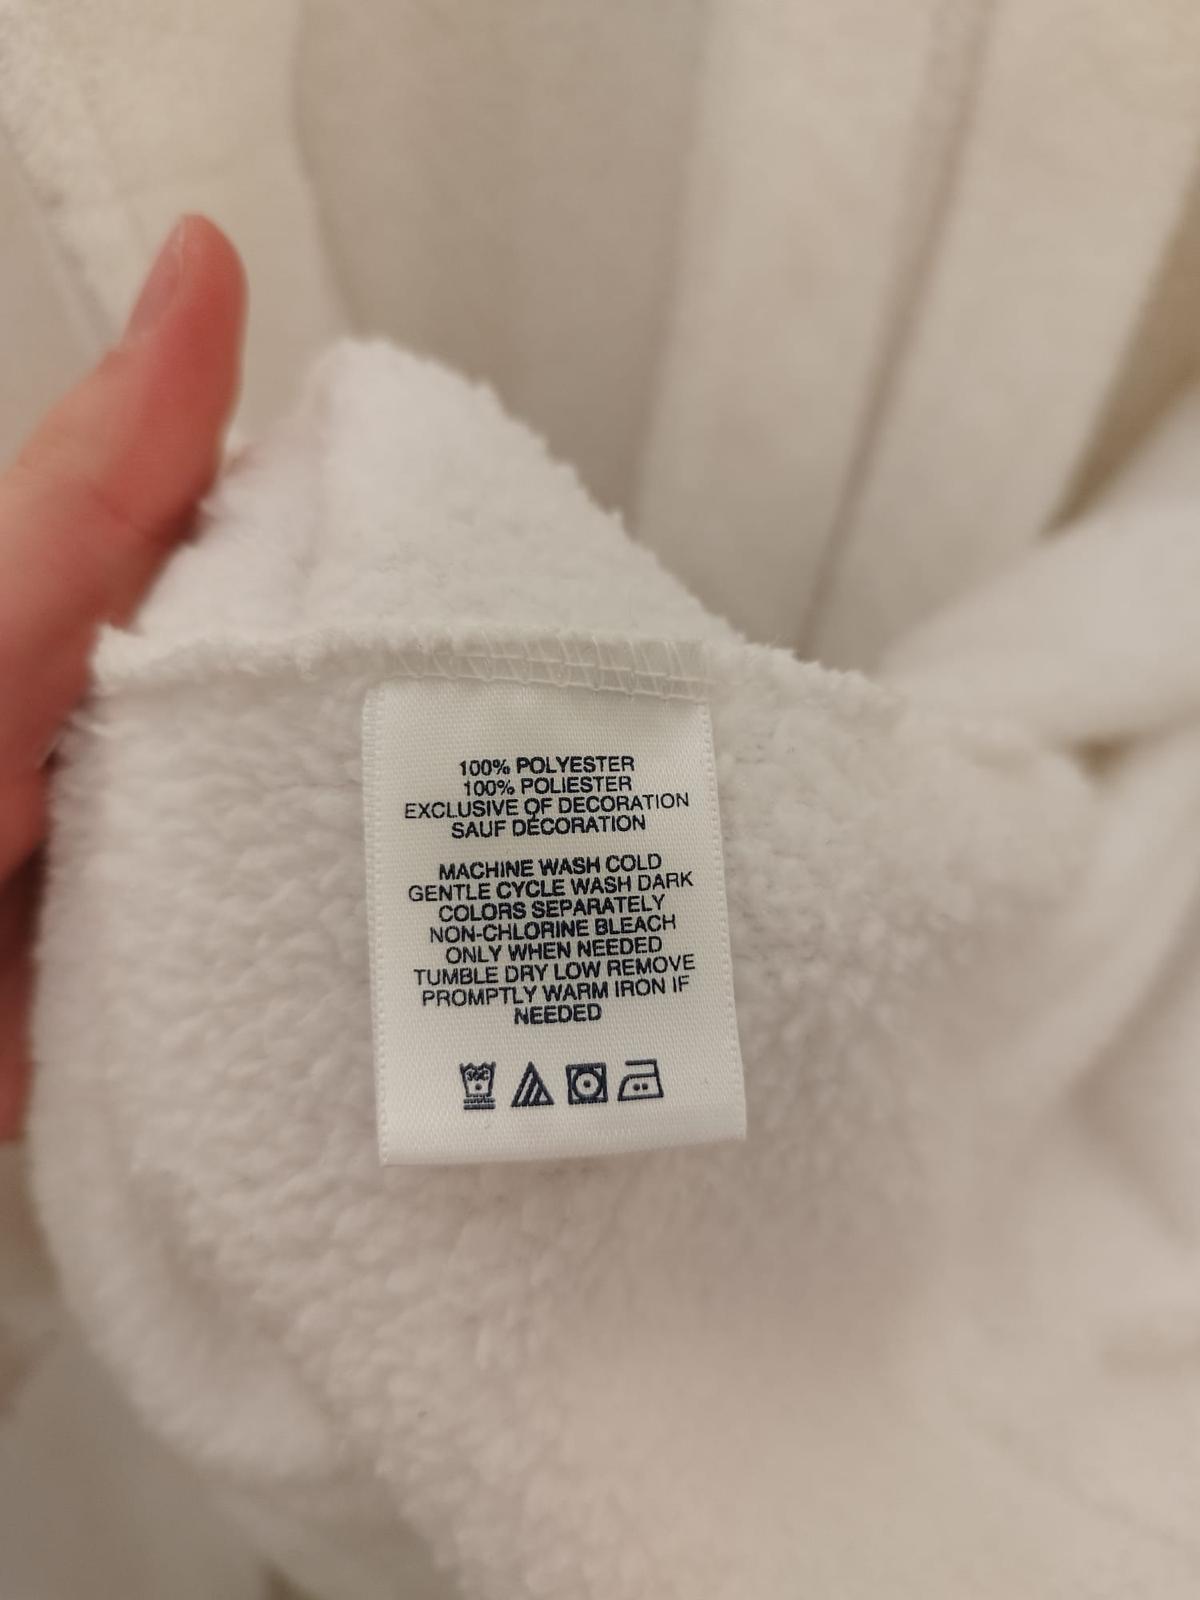 100% POLYESTER
100% POLIESTER
EXCLUSIVE OF DECORATION
SAUF DÉCORATION
MACHINE WASH COLD
GENTLE CYCLE WASH DARK
COLORS SEPARATELY
NON-CHLORINE BLEACH
ONLY WHEN NEEDED
TUMBLE DRY LOW REMOVE
PROMPTLY WARM IRON IF
NEEDED
30C